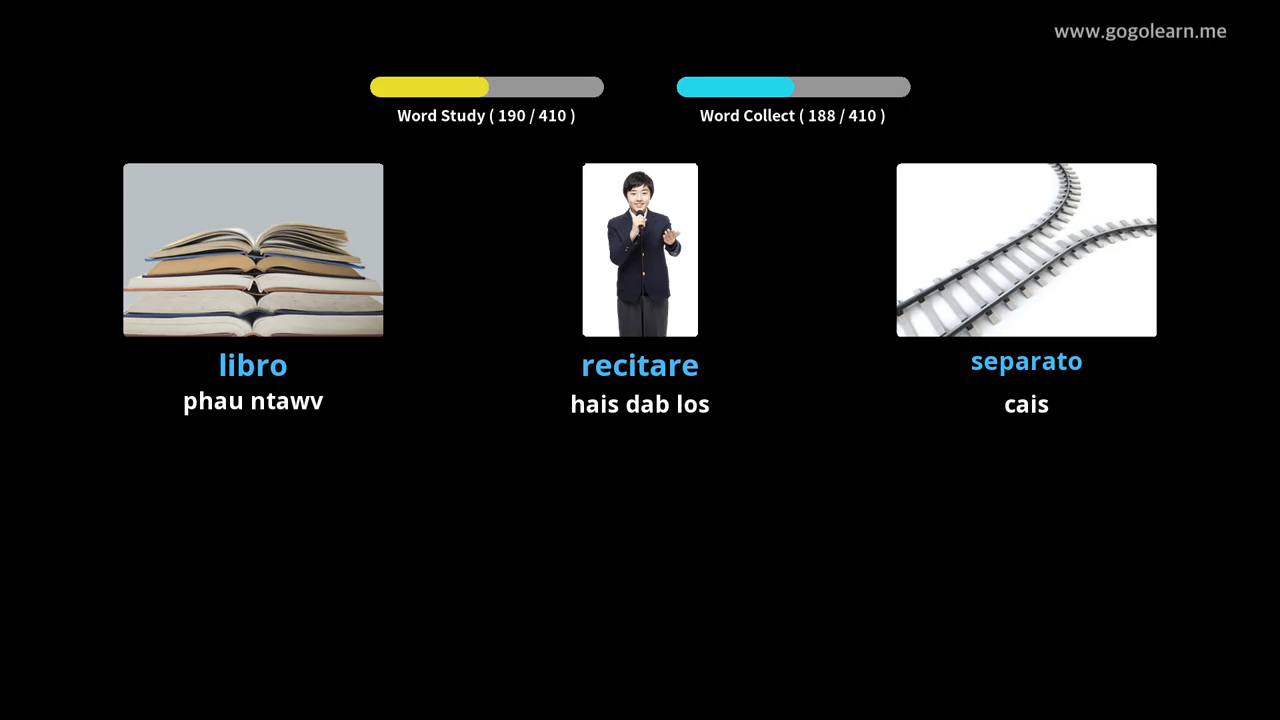 www.gogolearn.me
Word Study ( 190 / 410 )
Word Collect ( 188 / 410 )
libro
recitare
separato
phau ntawv
hais dab los
cais